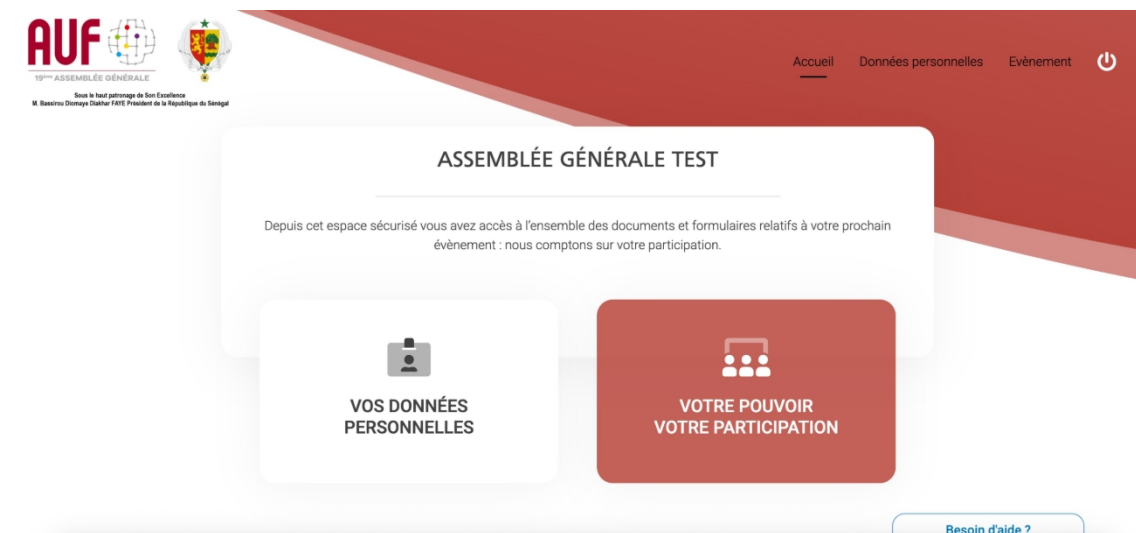 AUF
19ème ASSEMBLÉE GÉNÉRALE
Sous le haut patronage de Son Excellence
M. Bassirou Diomaye Diakhar FAYE Président de la République du Sénégal
Accueil Données personnelles Evènement
ASSEMBLÉE GÉNÉRALE TEST
Depuis cet espace sécurisé vous avez accès à l'ensemble des documents et formulaires relatifs à votre prochain
évènement : nous comptons sur votre participation.
VOS DONNÉES
PERSONNELLES
VOTRE POUVOIR
VOTRE PARTICIPATION
Besoin d'aide ?